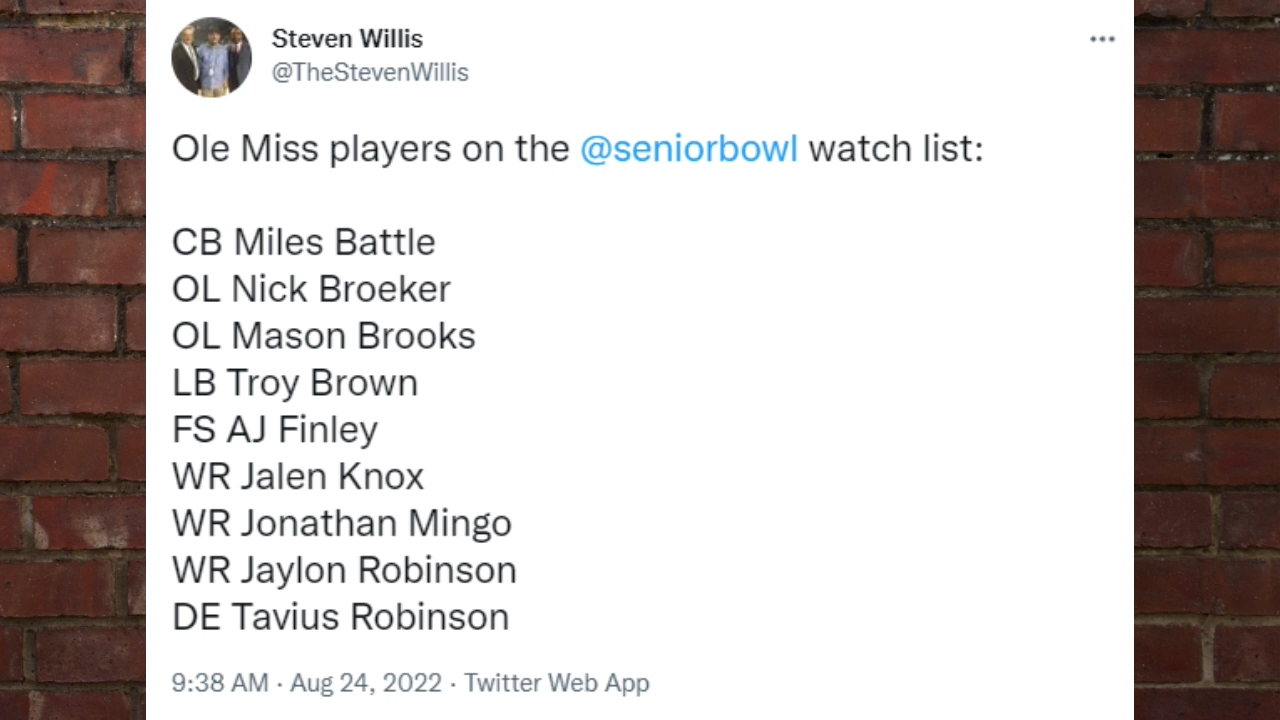 Steven Willis
@TheStevenWillis
Ole Miss players on the @seniorbowl watch list:
CB Miles Battle
OL Nick Broeker
OL Mason Brooks
LB Troy Brown
FS AJ Finley
WR Jalen Knox
WR Jonathan Mingo
WR Jaylon Robinson
DE Tavius Robinson
9:38 AM · Aug 24, 2022 · Twitter Web App